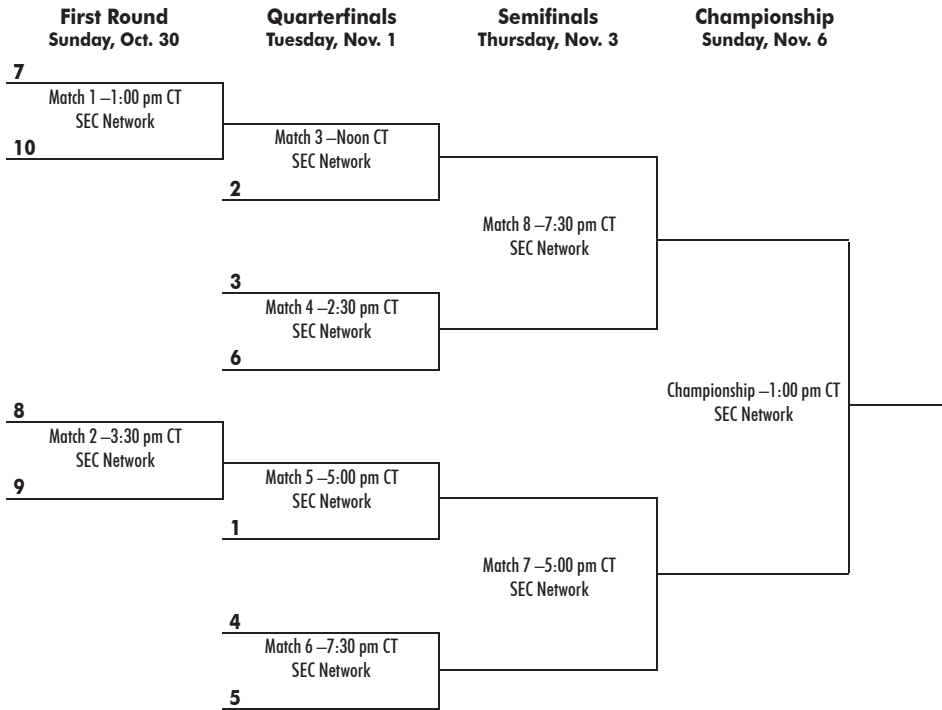 First Round
Sunday, Oct. 30
Quarterfinals
Tuesday, Nov. 1
Semifinals
Thursday, Nov. 3
Championship
Sunday, Nov. 6
7
Match 1 –1:00 pm CT
SEC Network
10
Match 3 –Noon CT
SEC Network
2
Match 8 –7:30 pm CT
SEC Network
3
Match 4 –2:30 pm CT
SEC Network
6
Championship –1:00 pm CT
SEC Network
8
Match 2 –3:30 pm CT
SEC Network
9
Match 5 –5:00 pm CT
SEC Network
1
Match 7 –5:00 pm CT
SEC Network
4
Match 6 –7:30 pm CT
SEC Network
5